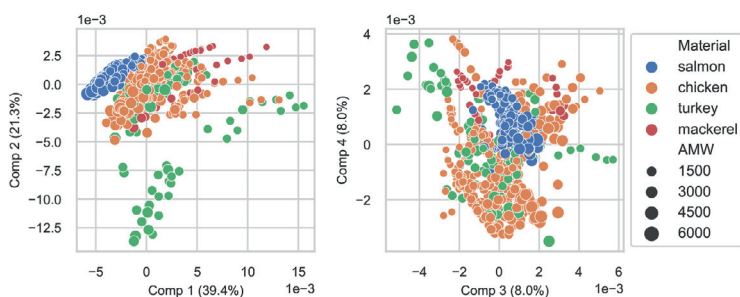 1e−3
2.5
0.0
−2.5
−5.0
−7.5
−10.0
−12.5
Comp 2 (21.3%)
−5
0
5
10
15
Comp 1 (39.4%)
1e−3
1e−3
4
2
0
−2
Comp 4 (8.0%)
−4
−2
0
2
4
6
Comp 3 (8.0%)
1e−3
Material
salmon
chicken
turkey
mackerel
AMW
1500
3000
4500
6000